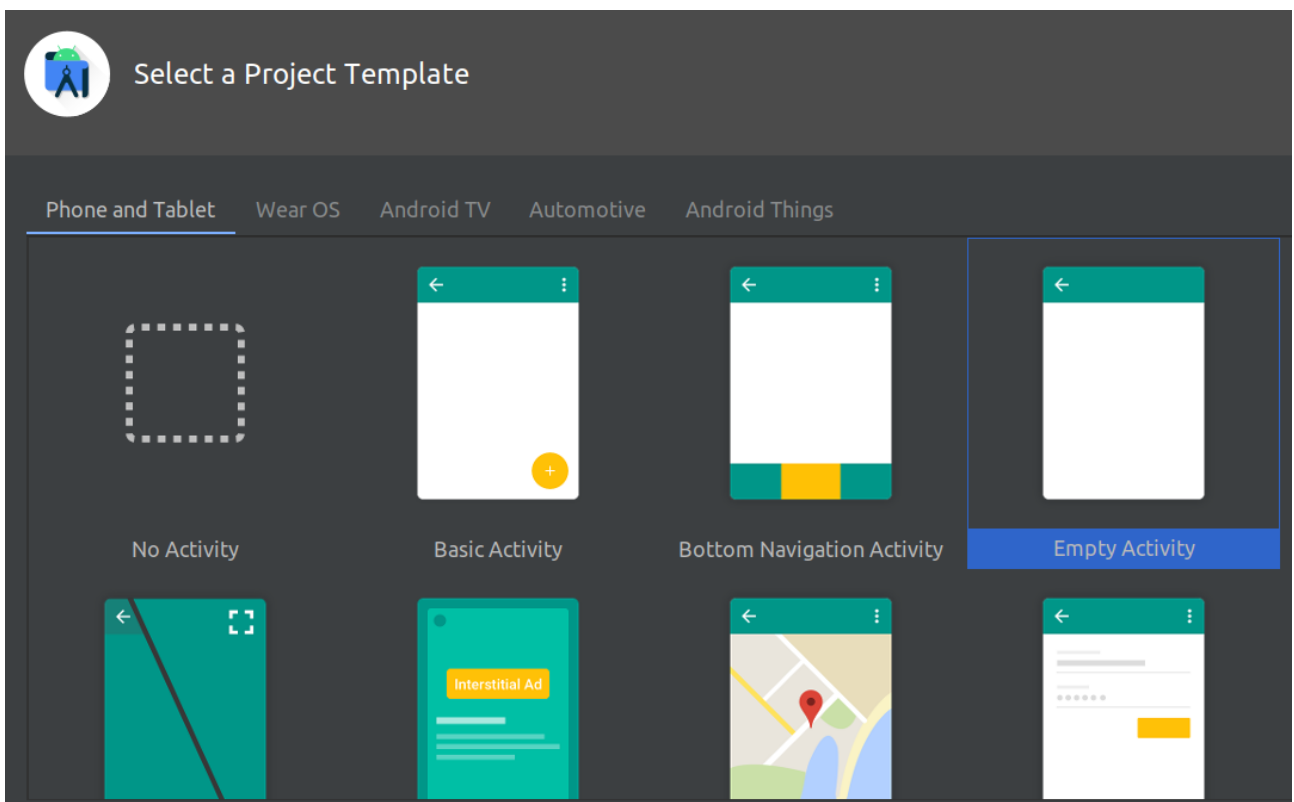 Select a Project Template
Phone and Tablet Wear OS Android TV Automotive Android Things
No Activity Basic Activity Bottom Navigation Activity Empty Activity
Interstitial Ad